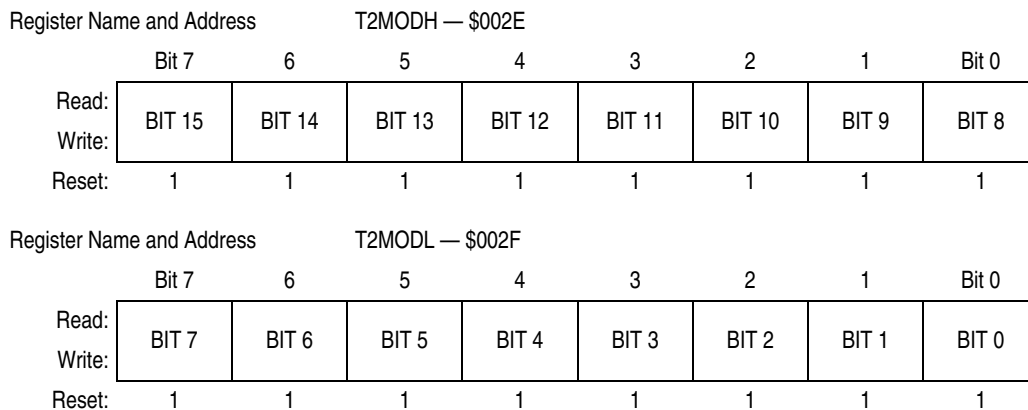 Register Name and Address T2MODH — $002E
Bit 7 6 5 4 3 2 1 Bit 0
Read:
BIT 15 BIT 14 BIT 13 BIT 12 BIT 11 BIT 10 BIT 9 BIT 8
Write:
Reset: 1 1 1 1 1 1 1 1
Register Name and Address T2MODL — $002F
Bit 7 6 5 4 3 2 1 Bit 0
Read:
BIT 7 BIT 6 BIT 5 BIT 4 BIT 3 BIT 2 BIT 1 BIT 0
Write:
Reset: 1 1 1 1 1 1 1 1